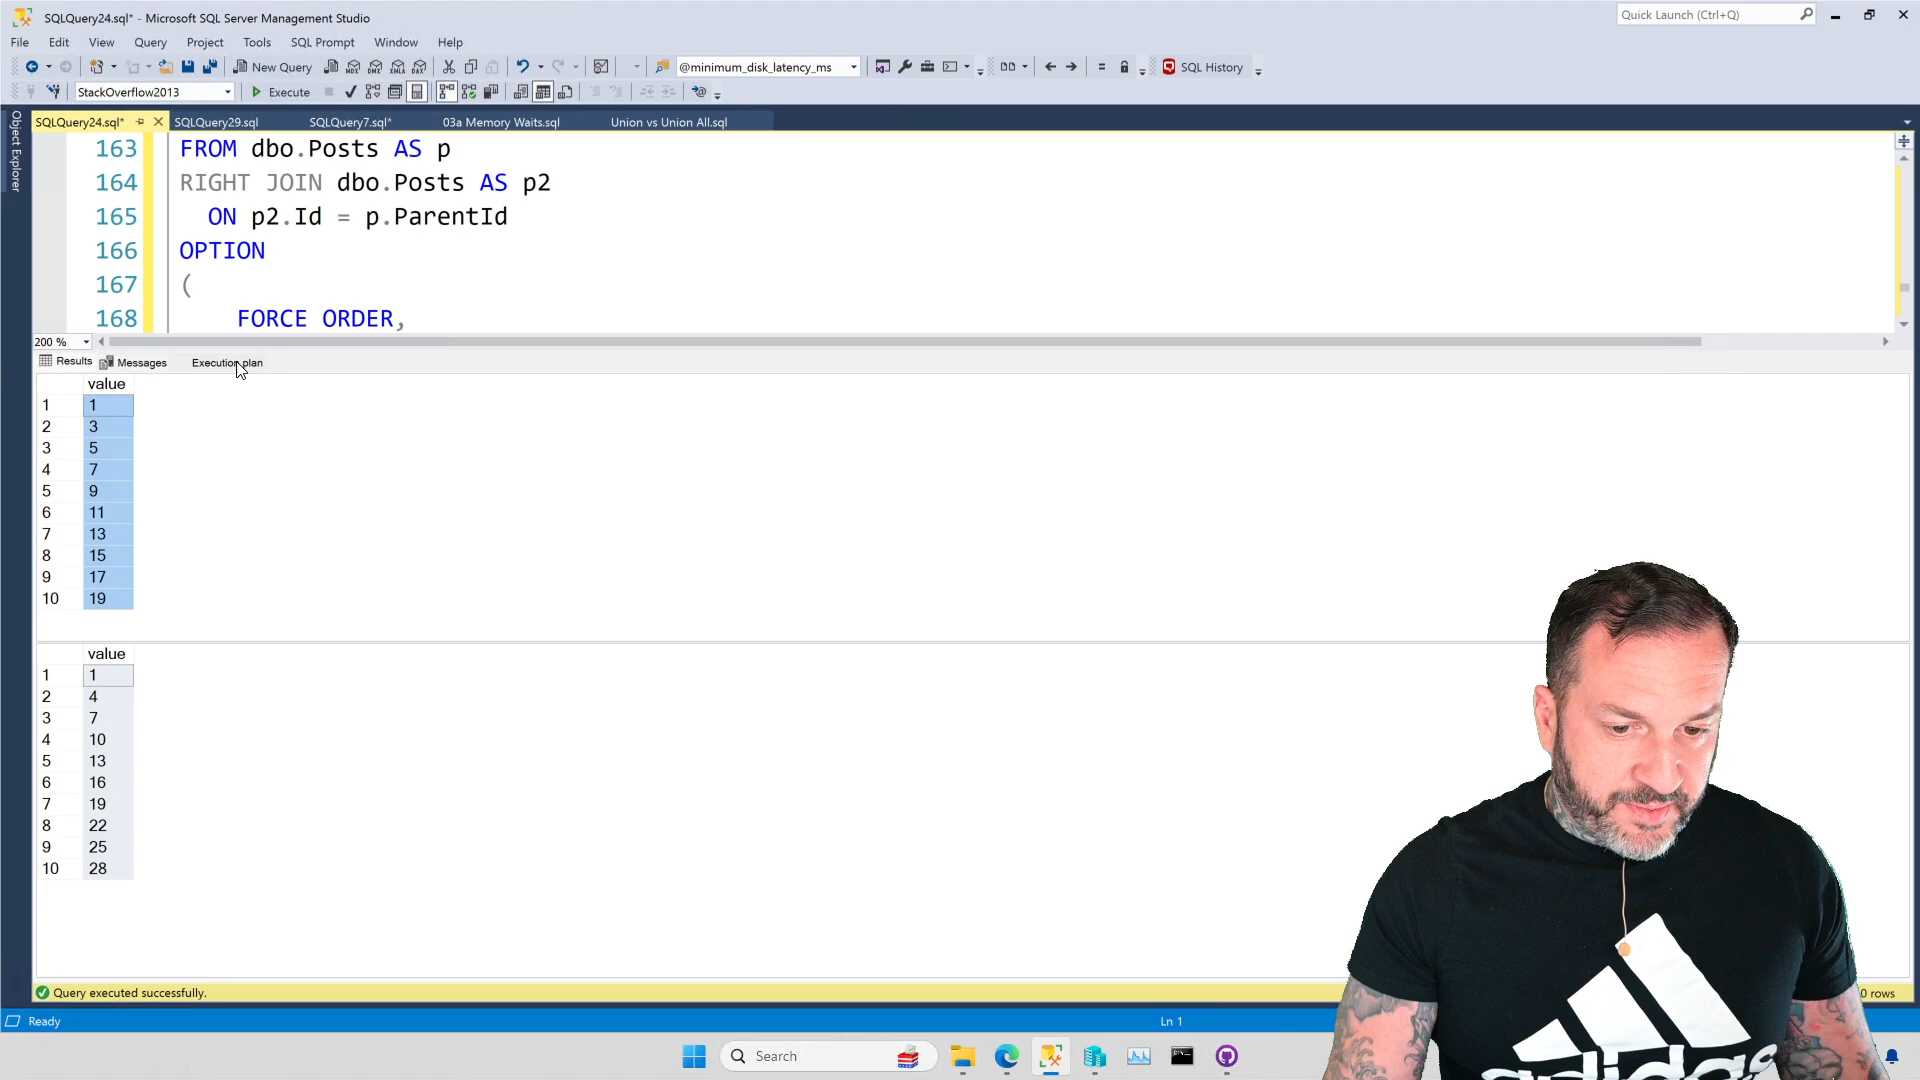 SQLQuery24.sql* - Microsoft SQL Server Management Studio
Quick Launch (Ctrl+Q)
File Edit View Query Project Tools SQL Prompt Window Help
New Query
MDX DMX XMLA DAX
@minimum_disk_latency_ms
SQL History
StackOverflow2013
Execute
Object Explorer
SQLQuery24.sql* SQLQuery29.sql SQLQuery7.sql* 03a Memory Waits.sql Union vs Union All.sql
163 FROM dbo.Posts AS p
164 RIGHT JOIN dbo.Posts AS p2
165 ON p2.Id = p.ParentId
166 OPTION
167 (
168 FORCE ORDER,
200 %
Results Messages Execution plan
value
1 1
2 3
3 5
4 7
5 9
6 11
7 13
8 15
9 17
10 19
value
1 1
2 4
3 7
4 10
5 13
6 16
7 19
8 22
9 25
10 28
Query executed successfully.
0 rows
Ready
Ln 1
Search
adidas